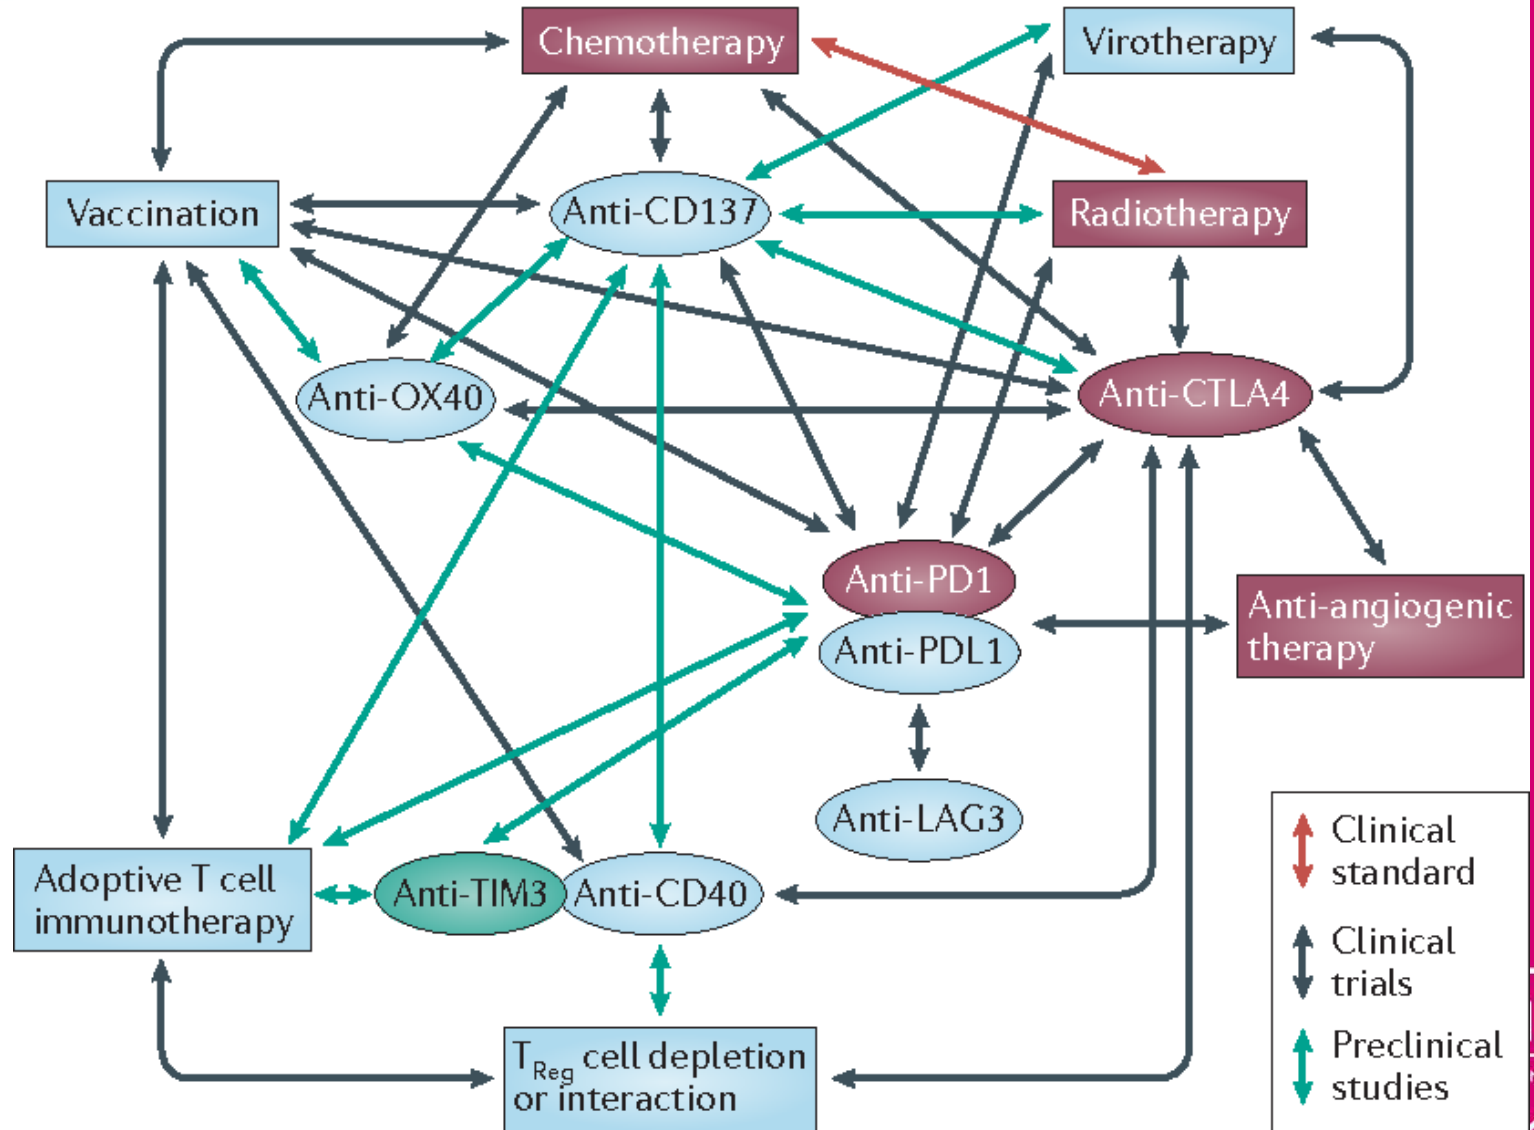 Chemotherapy
Virotherapy
Vaccination
Anti-CD137
Radiotherapy
Anti-OX40
Anti-CTLA4
Anti-PD1
Anti-angiogenic
therapy
Anti-PDL1
Anti-LAG3
Adoptive T cell
immunotherapy
Anti-TIM3
Anti-CD40
TReg cell depletion
or interaction
Clinical
standard
Clinical
trials
Preclinical
studies